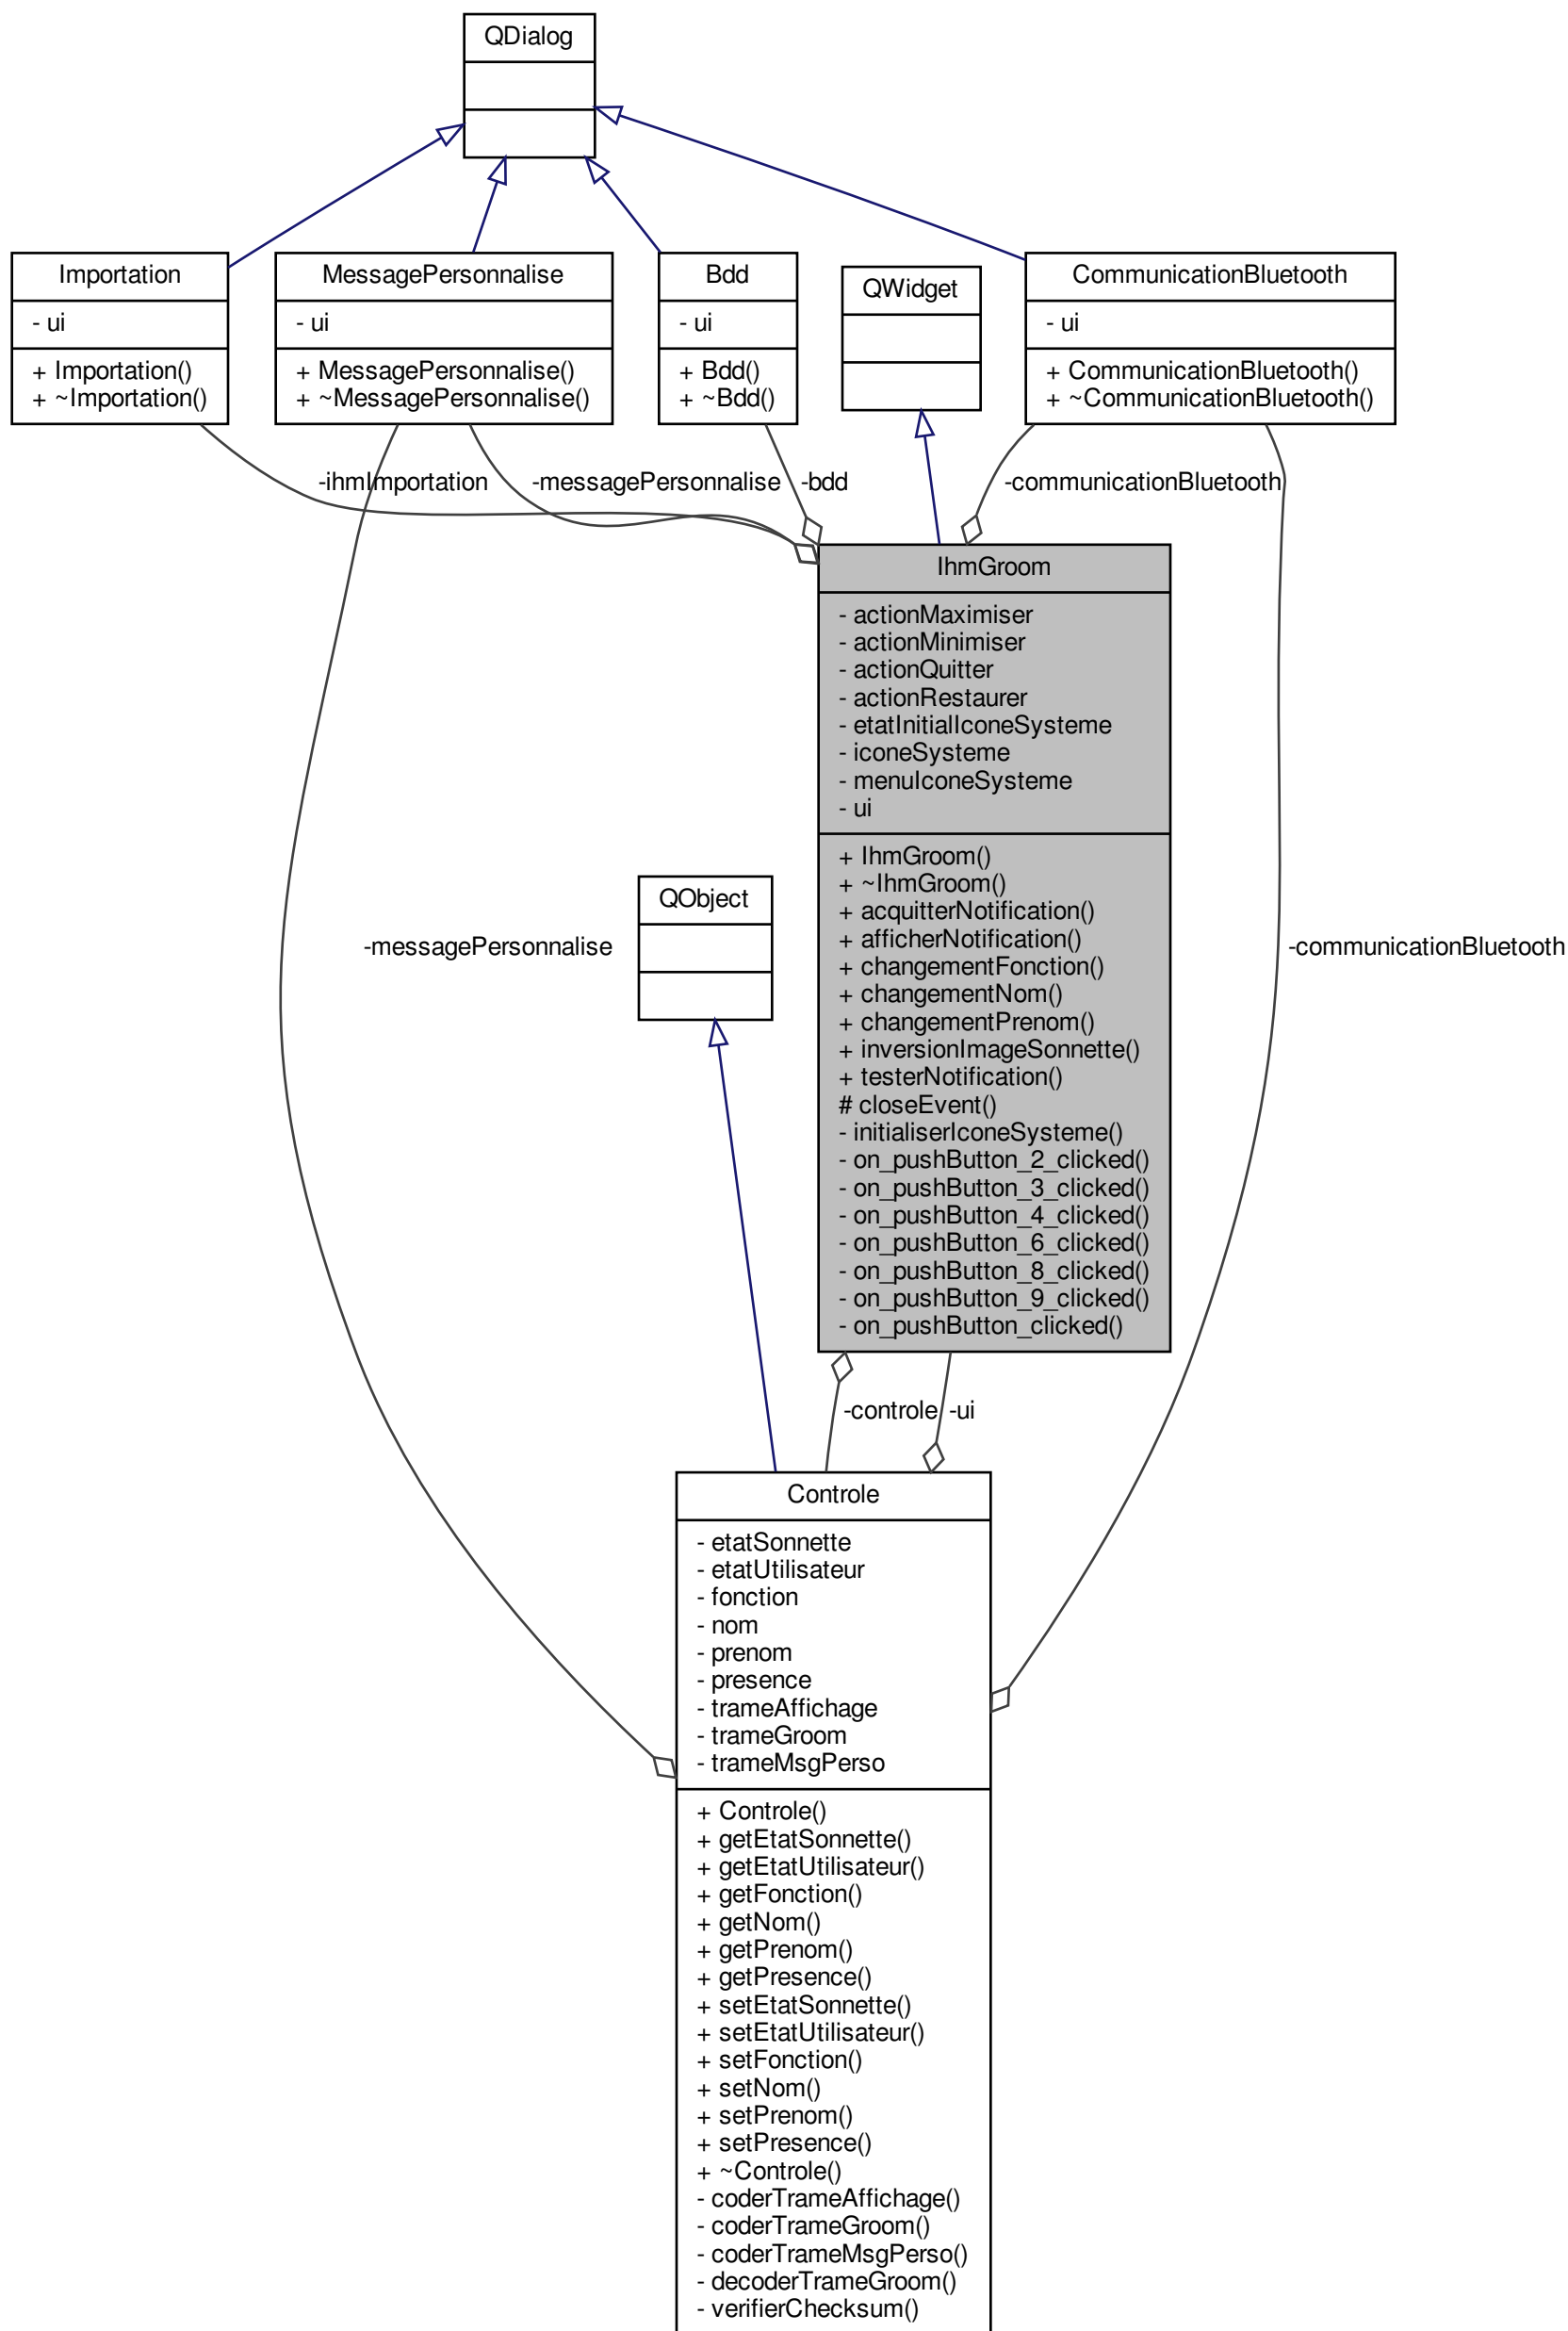 QDialog
Importation
- ui
+ Importation()
+ ~Importation()
MessagePersonnalise
- ui
+ MessagePersonnalise()
+ ~MessagePersonnalise()
Bdd
- ui
+ Bdd()
+ ~Bdd()
QWidget
CommunicationBluetooth
- ui
+ CommunicationBluetooth()
+ ~CommunicationBluetooth()
-ihmImportation
-messagePersonnalise
-bdd
-communicationBluetooth
IhmGroom
- actionMaximiser
- actionMinimiser
- actionQuitter
- actionRestaurer
- etatInitialIconeSysteme
- iconeSysteme
- menuIconeSysteme
- ui
+ IhmGroom()
+ ~IhmGroom()
+ acquitterNotification()
+ afficherNotification()
+ changementFonction()
+ changementNom()
+ changementPrenom()
+ inversionImageSonnette()
+ testerNotification()
# closeEvent()
- initialiserIconeSysteme()
- on_pushButton_2_clicked()
- on_pushButton_3_clicked()
- on_pushButton_4_clicked()
- on_pushButton_6_clicked()
- on_pushButton_8_clicked()
- on_pushButton_9_clicked()
- on_pushButton_clicked()
QObject
-messagePersonnalise
-communicationBluetooth
-controle
-ui
Controle
- etatSonnette
- etatUtilisateur
- fonction
- nom
- prenom
- presence
- trameAffichage
- trameGroom
- trameMsgPerso
+ Controle()
+ getEtatSonnette()
+ getEtatUtilisateur()
+ getFonction()
+ getNom()
+ getPrenom()
+ getPresence()
+ setEtatSonnette()
+ setEtatUtilisateur()
+ setFonction()
+ setNom()
+ setPrenom()
+ setPresence()
+ ~Controle()
- coderTrameAffichage()
- coderTrameGroom()
- coderTrameMsgPerso()
- decoderTrameGroom()
- verifierChecksum()